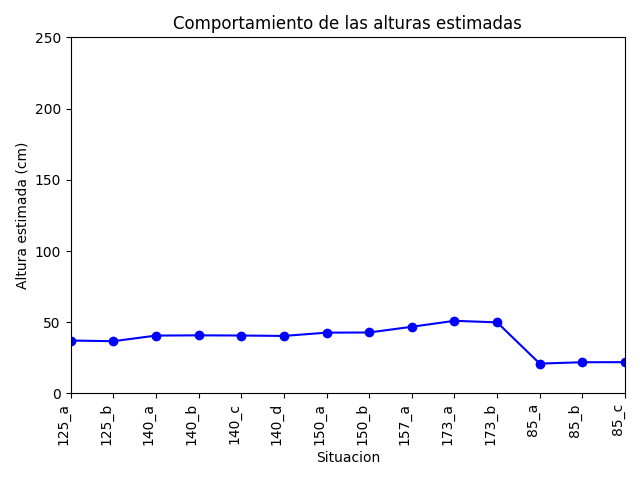 Comportamiento de las alturas estimadas
Altura estimada (cm)
250
200
150
100
50
0
125_a
125_b
140_a
140_b
140_c
140_d
150_a
150_b
157_a
173_a
173_b
85_a
85_b
85_c
Situacion